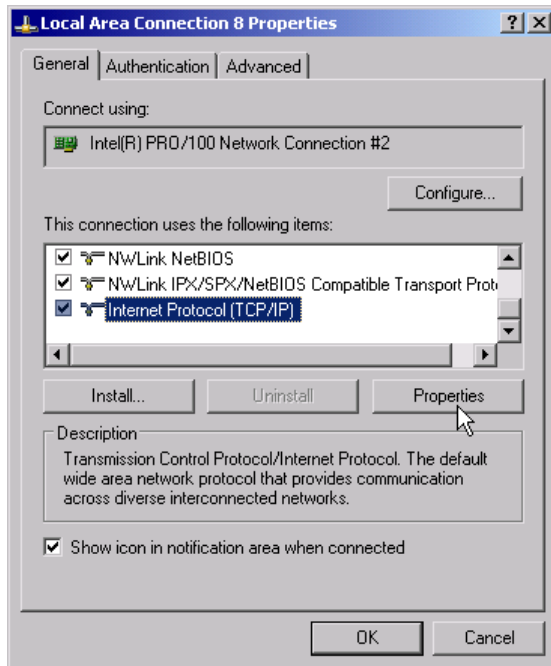 Local Area Connection 8 Properties
General Authentication Advanced
Connect using:
Intel(R) PRO/100 Network Connection #2
Configure...
This connection uses the following items:
NWLink NetBIOS
NWLink IPX/SPX/NetBIOS Compatible Transport Prot
Internet Protocol (TCP/IP)
Install... Uninstall Properties
Description
Transmission Control Protocol/Internet Protocol. The default
wide area network protocol that provides communication
across diverse interconnected networks.
Show icon in notification area when connected
OK Cancel